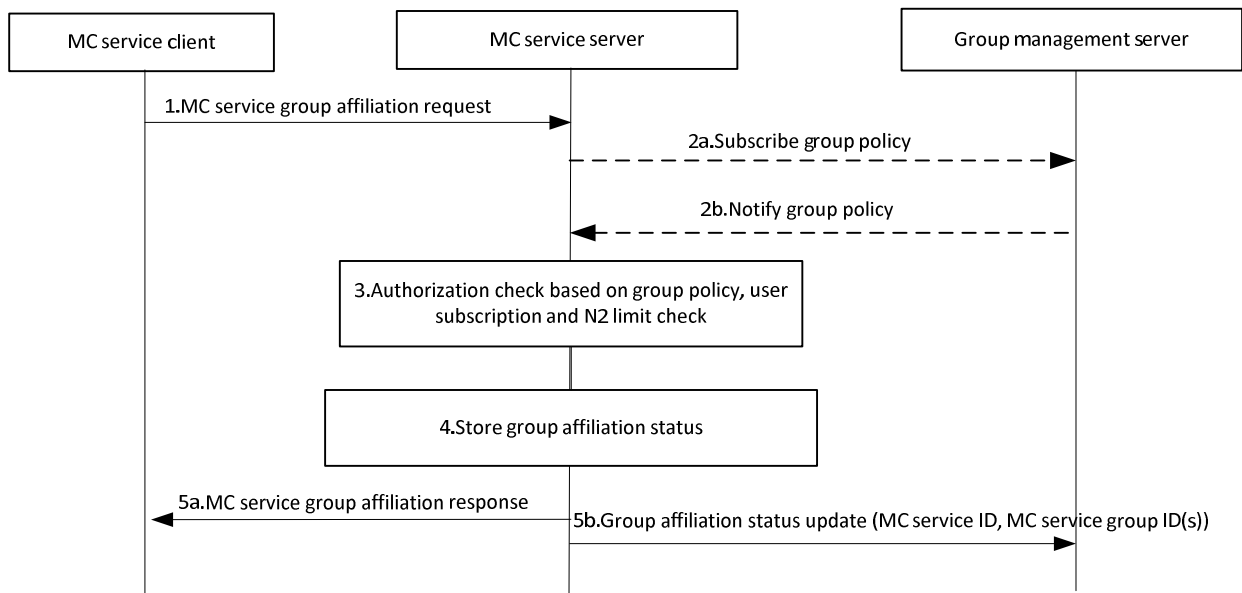 MC service client
MC service server
Group management server
1.MC service group affiliation request
2a.Subscribe group policy
2b.Notify group policy
3.Authorization check based on group policy, user
subscription and N2 limit check
4.Store group affiliation status
5a.MC service group affiliation response
5b.Group affiliation status update (MC service ID, MC service group ID(s))